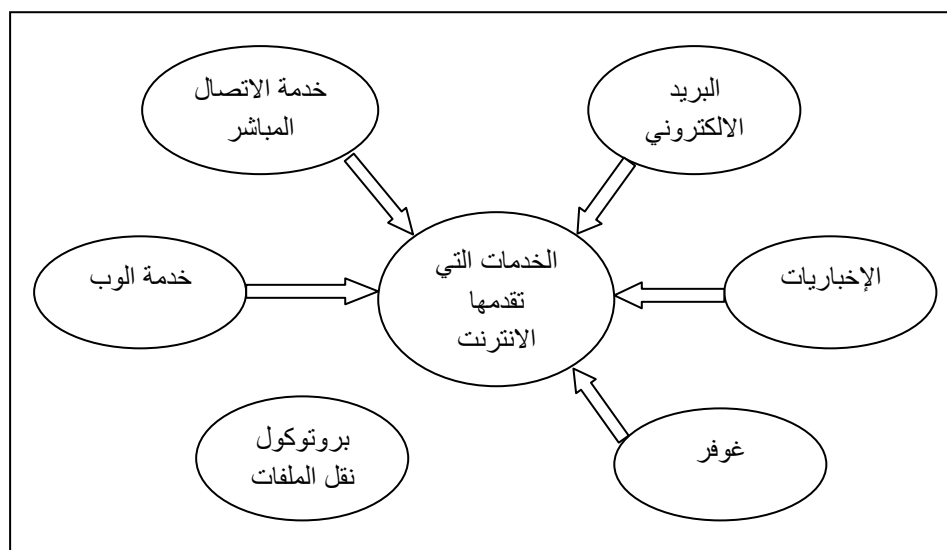 خدمة الاتصال
المباشر
البريد
الالكتروني
الخدمات التي
تقدمها
الانترنت
خدمة الوب
الإخباريات
بروتوكول
نقل الملفات
غوفر